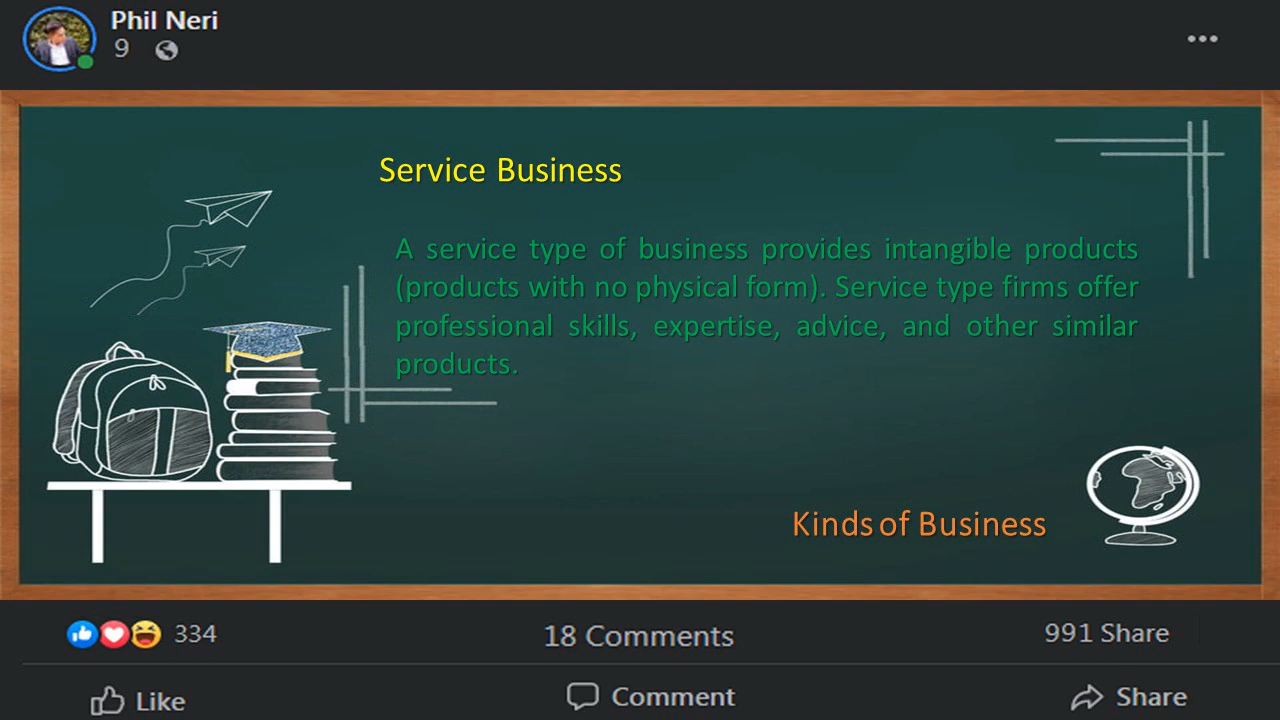 Phil Neri
9
Service Business
A service type of business provides intangible products
(products with no physical form). Service type firms offer
professional skills, expertise, advice, and other similar
products.
Kinds of Business
334
18 Comments
991 Share
Like
Comment
Share